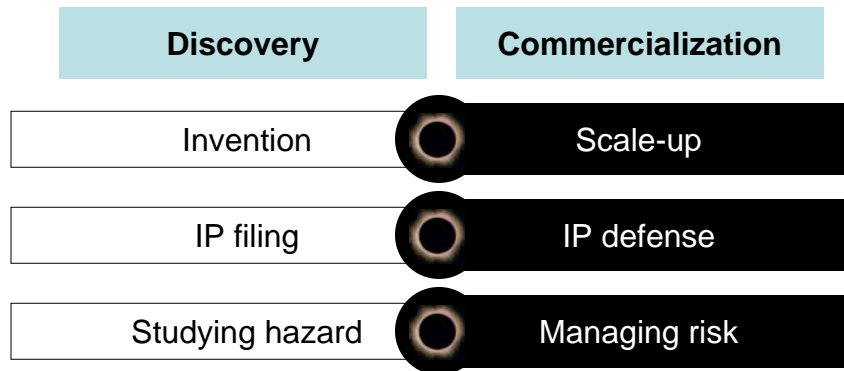 Discovery
Commercialization
Invention
Scale-up
IP filing
IP defense
Studying hazard
Managing risk